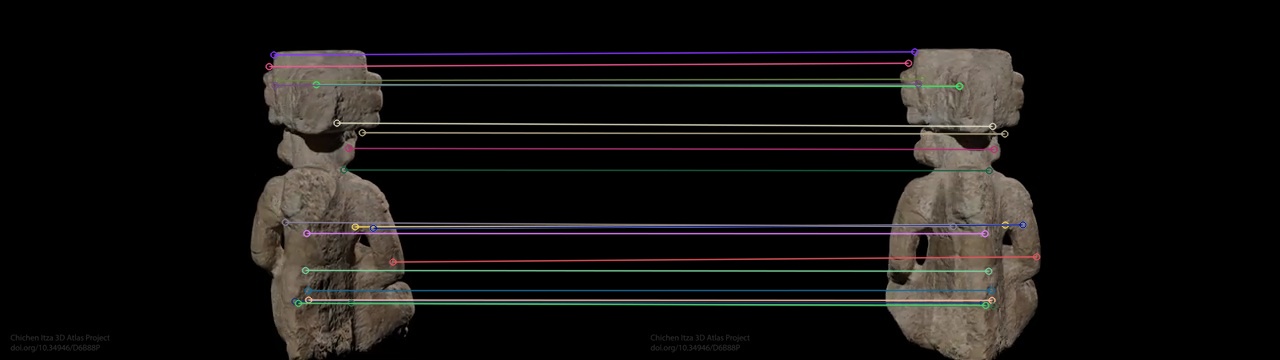 Chichen Itza 3D Atlas Project
doi.org/10.34946/D6B88P
Chichen Itza 3D Atlas Project
doi.org/10.34946/D6B88P